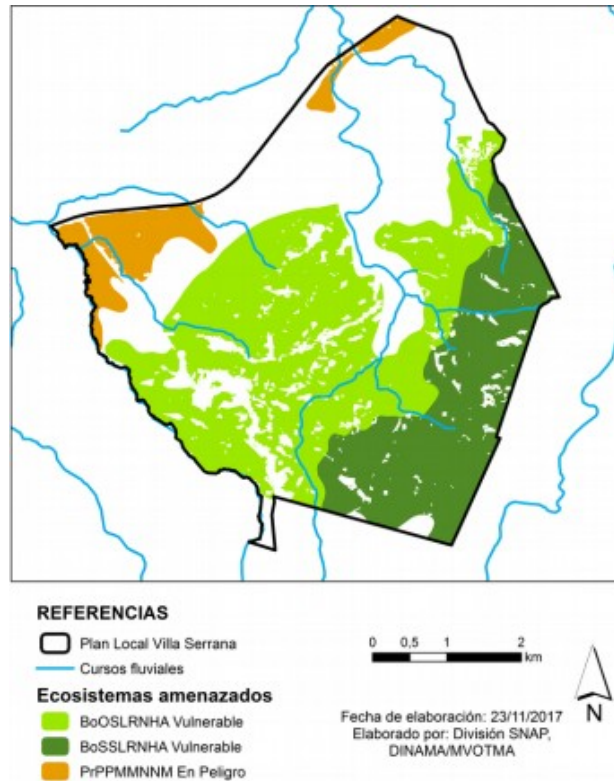 REFERENCIAS
Plan Local Villa Serrana
Cursos fluviales
Ecosistemas amenazados
BoOSLRNHA Vulnerable
BoSSLRNHA Vulnerable
PrPPMMNNM En Peligro
0 0,5 1 2
km
Fecha de elaboración: 23/11/2017
Elaborado por: División SNAP,
DINAMA/MVOTMA
N